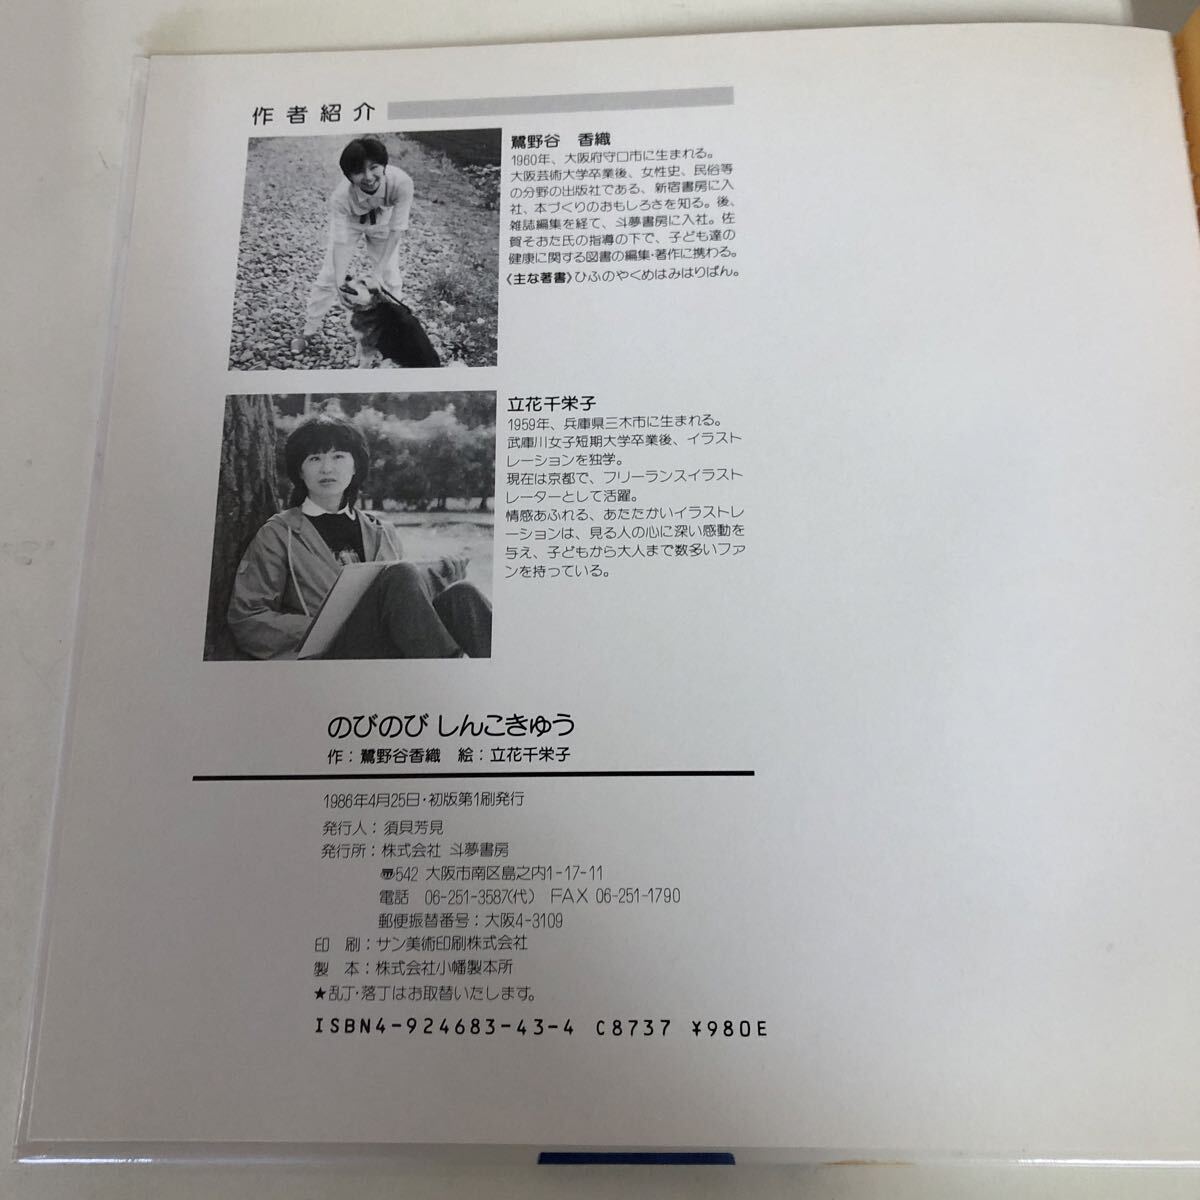 作者紹介
鷺野谷　香織
1960年、大阪府守口市に生まれる。
大阪芸術大学卒業後、女性史、民俗等
の分野の出版社である、新宿書房に入
社、本づくりのおもしろさを知る。後、
雑誌編集を経て、斗夢書房に入社。佐
賀そおた氏の指導の下で、子ども達の
健康に関する図書の編集・著作に携わる。
《主な著書》ひふのやくめはみはりばん。
立花千栄子
1959年、兵庫県三木市に生まれる。
武庫川女子短期大学卒業後、イラスト
レーションを独学。
現在は京都で、フリーランスイラスト
レーターとして活躍。
情感あふれる、あたたかいイラストレ
ーションは、見る人の心に深い感動を
与え、子どもから大人まで数多いファ
ンを持っている。
のびのび しんこきゅう
作：鷺野谷香織　絵：立花千栄子
1986年4月25日・初版第1刷発行
発行人：須貝芳見
発行所：株式会社 斗夢書房
〠542 大阪市南区島之内1-17-11
電話　06-251-3587(代)　FAX 06-251-1790
郵便振替番号：大阪4-3109
印　刷：サン美術印刷株式会社
製　本：株式会社小幡製本所
★乱丁・落丁はお取替いたします。
ISBN4-924683-43-4 C8737 ¥980E